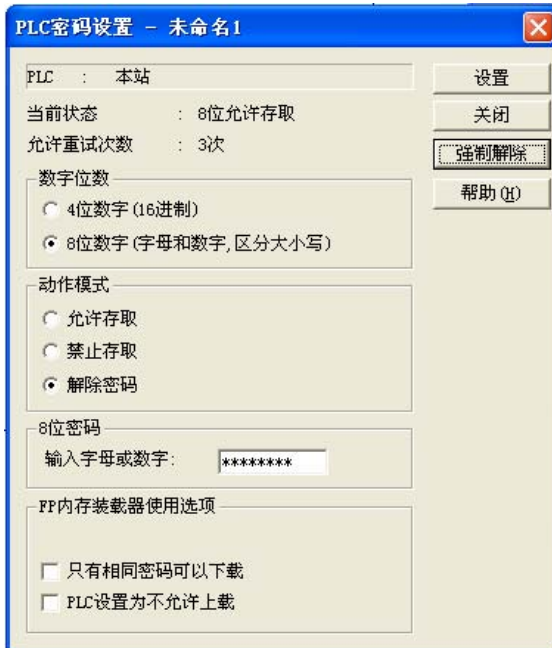 PLC密码设置 - 未命名1
PLC : 本站
设置
当前状态 : 8位允许存取
关闭
允许重试次数 : 3次
强制解除
数字位数
帮助(H)
4位数字(16进制)
8位数字(字母和数字,区分大小写)
动作模式
允许存取
禁止存取
解除密码
8位密码
输入字母或数字: ********
FP内存装载器使用选项
只有相同密码可以下载
PLC设置为不允许上载